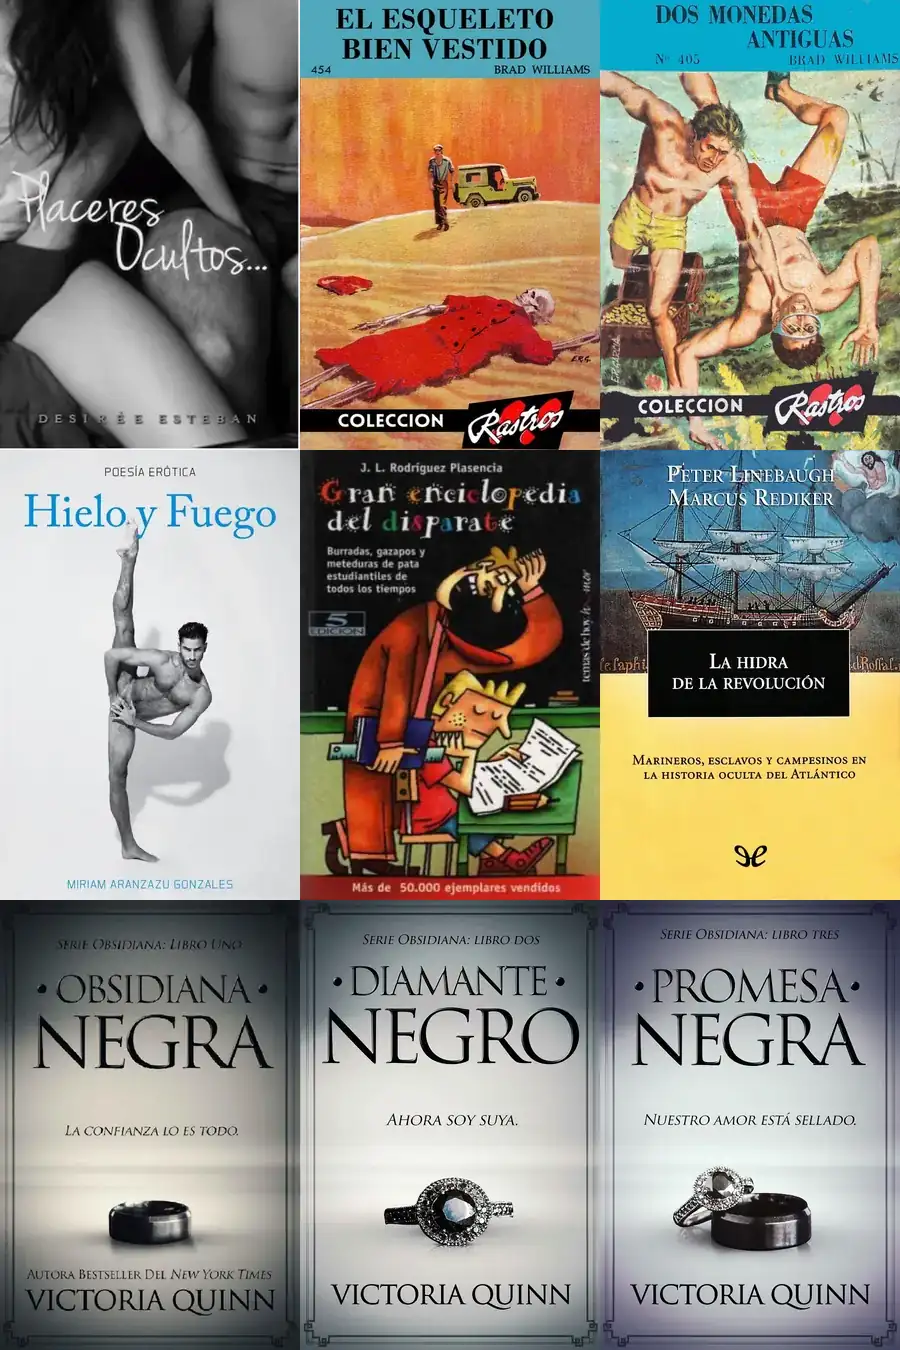 Placeres
Ocultos...
DESIRÉE ESTEBAN
EL ESQUELETO
BIEN VESTIDO
454
BRAD WILLIAMS
E.R.G.
COLECCION
Rastros
DOS MONEDAS
ANTIGUAS
Nº 405
BRAD WILLIAMS
COLECCION
Rastros
POESÍA ERÓTICA
Hielo y Fuego
MIRIAM ARANZAZU GONZALES
J. L. Rodríguez Plasencia
Gran enciclopedia
del disparate
Burradas, gazapos y
meteduras de pata
estudiantiles de
todos los tiempos
5
EDICION
temas de hoy.h
Más de 50.000 ejemplares vendidos
PETER LINEBAUGH
MARCUS REDIKER
LA HIDRA
DE LA REVOLUCIÓN
MARINEROS, ESCLAVOS Y CAMPESINOS EN
LA HISTORIA OCULTA DEL ATLÁNTICO
SERIE OBSIDIANA: LIBRO UNO
·OBSIDIANA·
NEGRA
LA CONFIANZA LO ES TODO.
AUTORA BESTSELLER DEL NEW YORK TIMES
VICTORIA QUINN
SERIE OBSIDIANA: LIBRO DOS
·DIAMANTE·
NEGRO
AHORA SOY SUYA.
VICTORIA QUINN
SERIE OBSIDIANA: LIBRO TRES
·PROMESA·
NEGRA
NUESTRO AMOR ESTÁ SELLADO.
VICTORIA QUINN